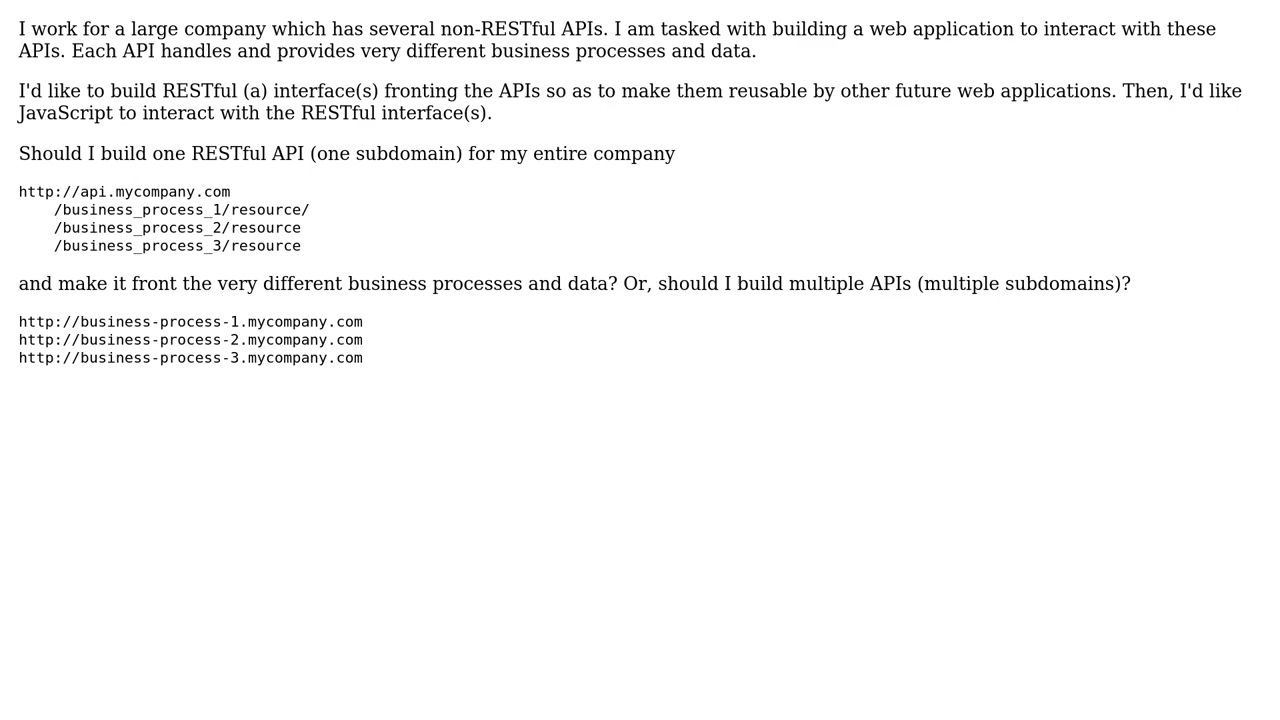 I work for a large company which has several non-RESTful APIs. I am tasked with building a web application to interact with these
APIs. Each API handles and provides very different business processes and data.
I'd like to build RESTful (a) interface(s) fronting the APIs so as to make them reusable by other future web applications. Then, I'd like
JavaScript to interact with the RESTful interface(s).
Should I build one RESTful API (one subdomain) for my entire company
http://api.mycompany.com
    /business_process_1/resource/
    /business_process_2/resource
    /business_process_3/resource
and make it front the very different business processes and data? Or, should I build multiple APIs (multiple subdomains)?
http://business-process-1.mycompany.com
http://business-process-2.mycompany.com
http://business-process-3.mycompany.com